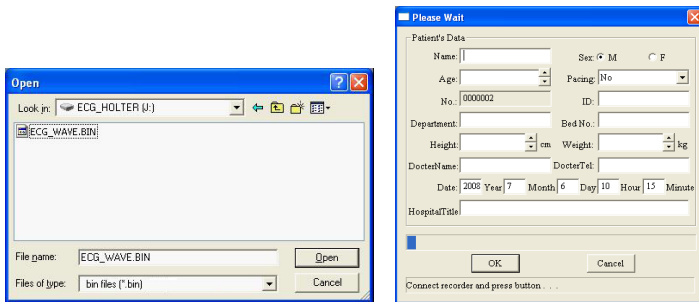 Open
Look in: ECG_HOLTER (J:)
ECG_WAVE.BIN
File name: ECG_WAVE.BIN Open
Files of type: bin files (*.bin) Cancel
Please Wait
Patient's Data
Name: Sex: M F
Age: Pacing: No
No.: 0000002 ID:
Department: Bed No.:
Height: cm Weight: kg
DocterName: DocterTel:
Date: 2008 Year 7 Month 6 Day 10 Hour 15 Minute
HospitalTitle
OK Cancel
Connect recorder and press button . . .